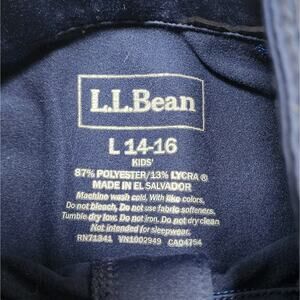 L.L.Bean
L 14-16
KIDS'
87% POLYESTER/13% LYCRA ®
MADE IN EL SALVADOR
Machine wash cold, With like colors,
Do not bleach, Do not use fabric softeners,
Tumble dry low, Do not iron, Do not dry clean
Not intended for sleepwear.
RN71341 VN1002949 CA04794